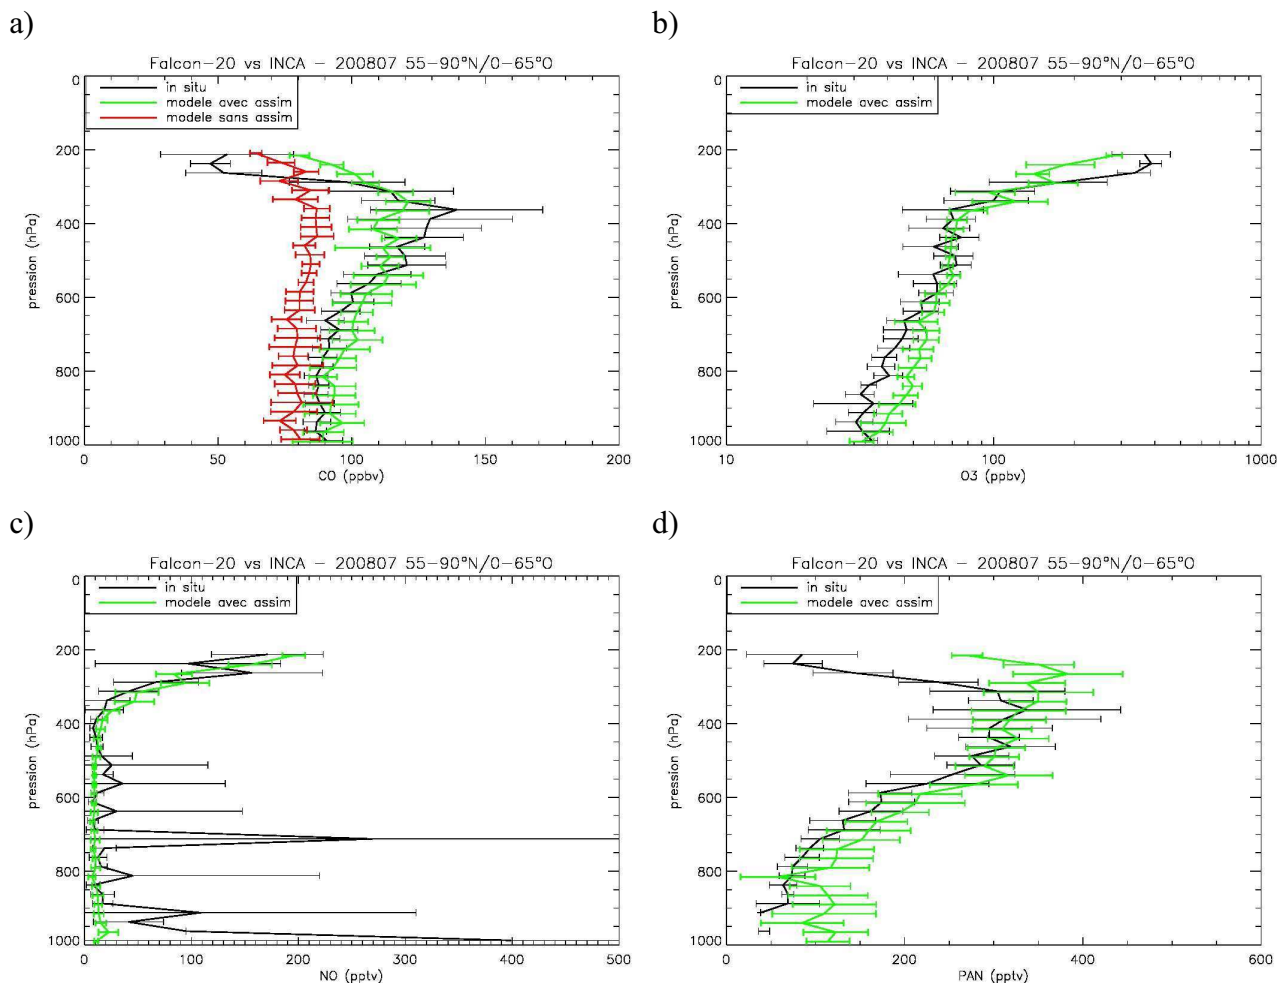 a)
Falcon-20 vs INCA - 200807 55-90°N/0-65°O
in situ
modele avec assim
modele sans assim
0
200
400
600
800
1000
pression (hPa)
0 50 100 150 200
CO (ppbv)
b)
Falcon-20 vs INCA - 200807 55-90°N/0-65°O
in situ
modele avec assim
0
200
400
600
800
1000
pression (hPa)
10 100 1000
O3 (ppbv)
c)
Falcon-20 vs INCA - 200807 55-90°N/0-65°O
in situ
modele avec assim
0
200
400
600
800
1000
pression (hPa)
0 100 200 300 400 500
NO (pptv)
d)
Falcon-20 vs INCA - 200807 55-90°N/0-65°O
in situ
modele avec assim
0
200
400
600
800
1000
pression (hPa)
0 200 400 600
PAN (pptv)